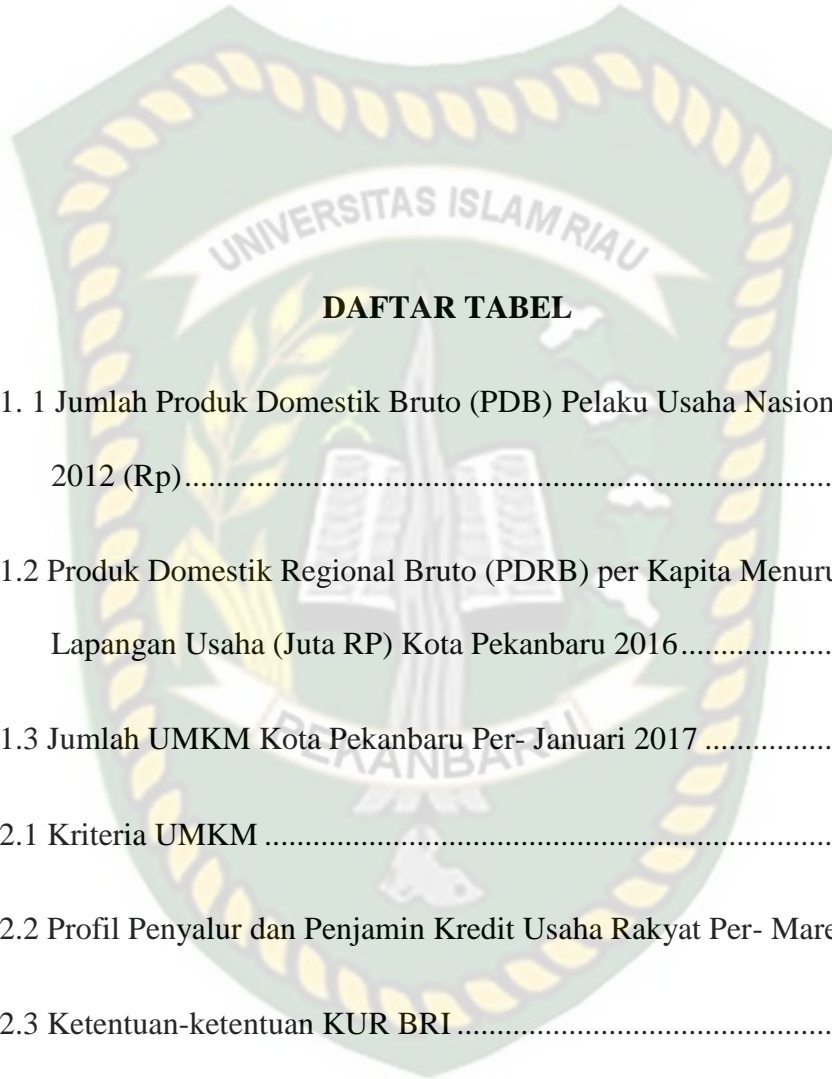 UNIVERSITAS ISLAM RIAU
DAFTAR TABEL
1. 1 Jumlah Produk Domestik Bruto (PDB) Pelaku Usaha Nasion
2012 (Rp)................................................................................
1.2 Produk Domestik Regional Bruto (PDRB) per Kapita Menuru
Lapangan Usaha (Juta RP) Kota Pekanbaru 2016...................
1.3 Jumlah UMKM Kota Pekanbaru Per- Januari 2017 ................
PEKANBARU
2.1 Kriteria UMKM ......................................................................
2.2 Profil Penyalur dan Penjamin Kredit Usaha Rakyat Per- Mare
2.3 Ketentuan-ketentuan KUR BRI ..............................................